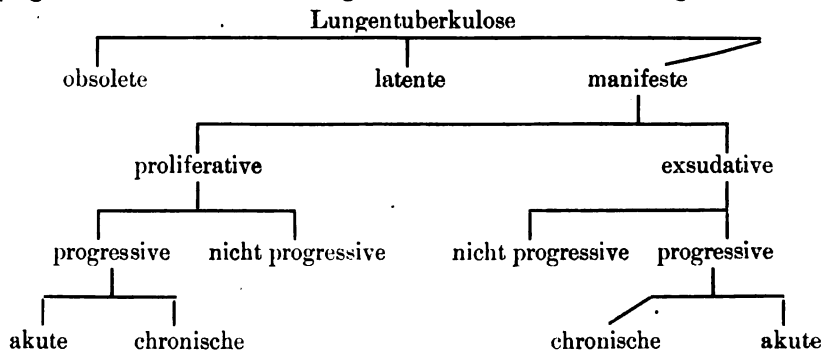 Lungentuberkulose
obsolete latente manifeste
proliferative exsudative
progressive nicht progressive nicht progressive progressive
akute chronische chronische akute